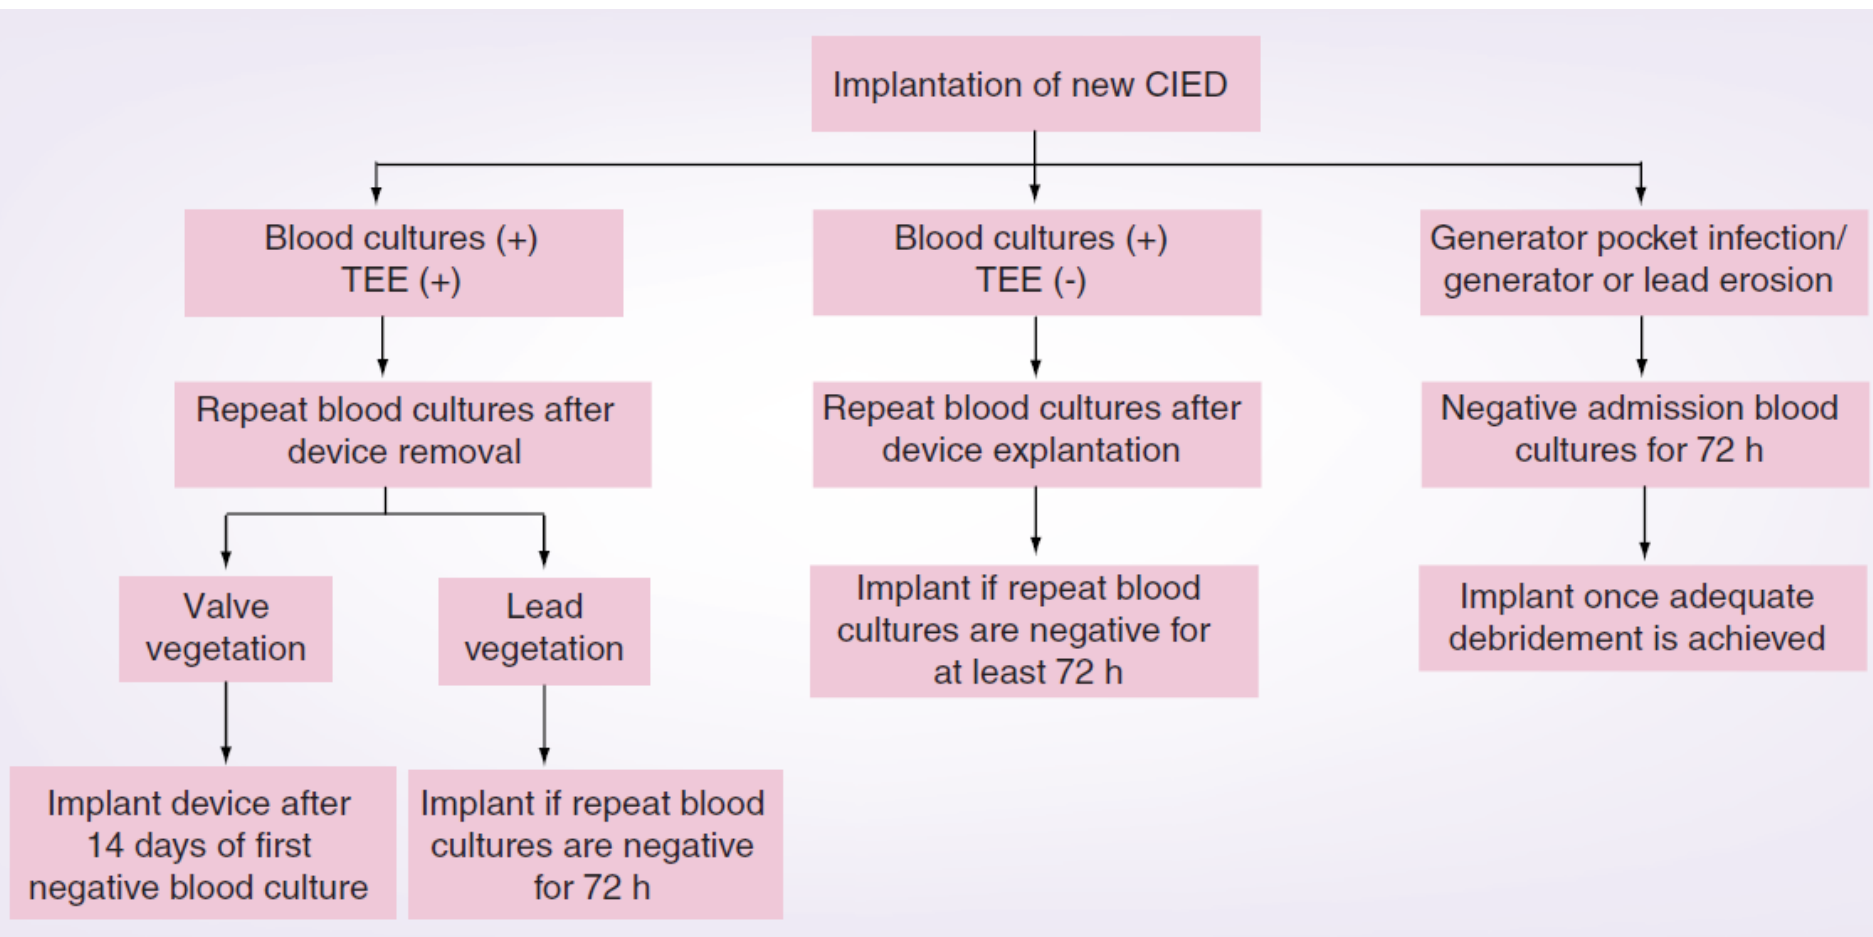 Implantation of new CIED
Blood cultures (+)
TEE (+)
Blood cultures (+)
TEE (-)
Generator pocket infection/
generator or lead erosion
Repeat blood cultures after
device removal
Repeat blood cultures after
device explantation
Negative admission blood
cultures for 72 h
Valve
vegetation
Lead
vegetation
Implant if repeat blood
cultures are negative for
at least 72 h
Implant once adequate
debridement is achieved
Implant device after
14 days of first
negative blood culture
Implant if repeat blood
cultures are negative
for 72 h